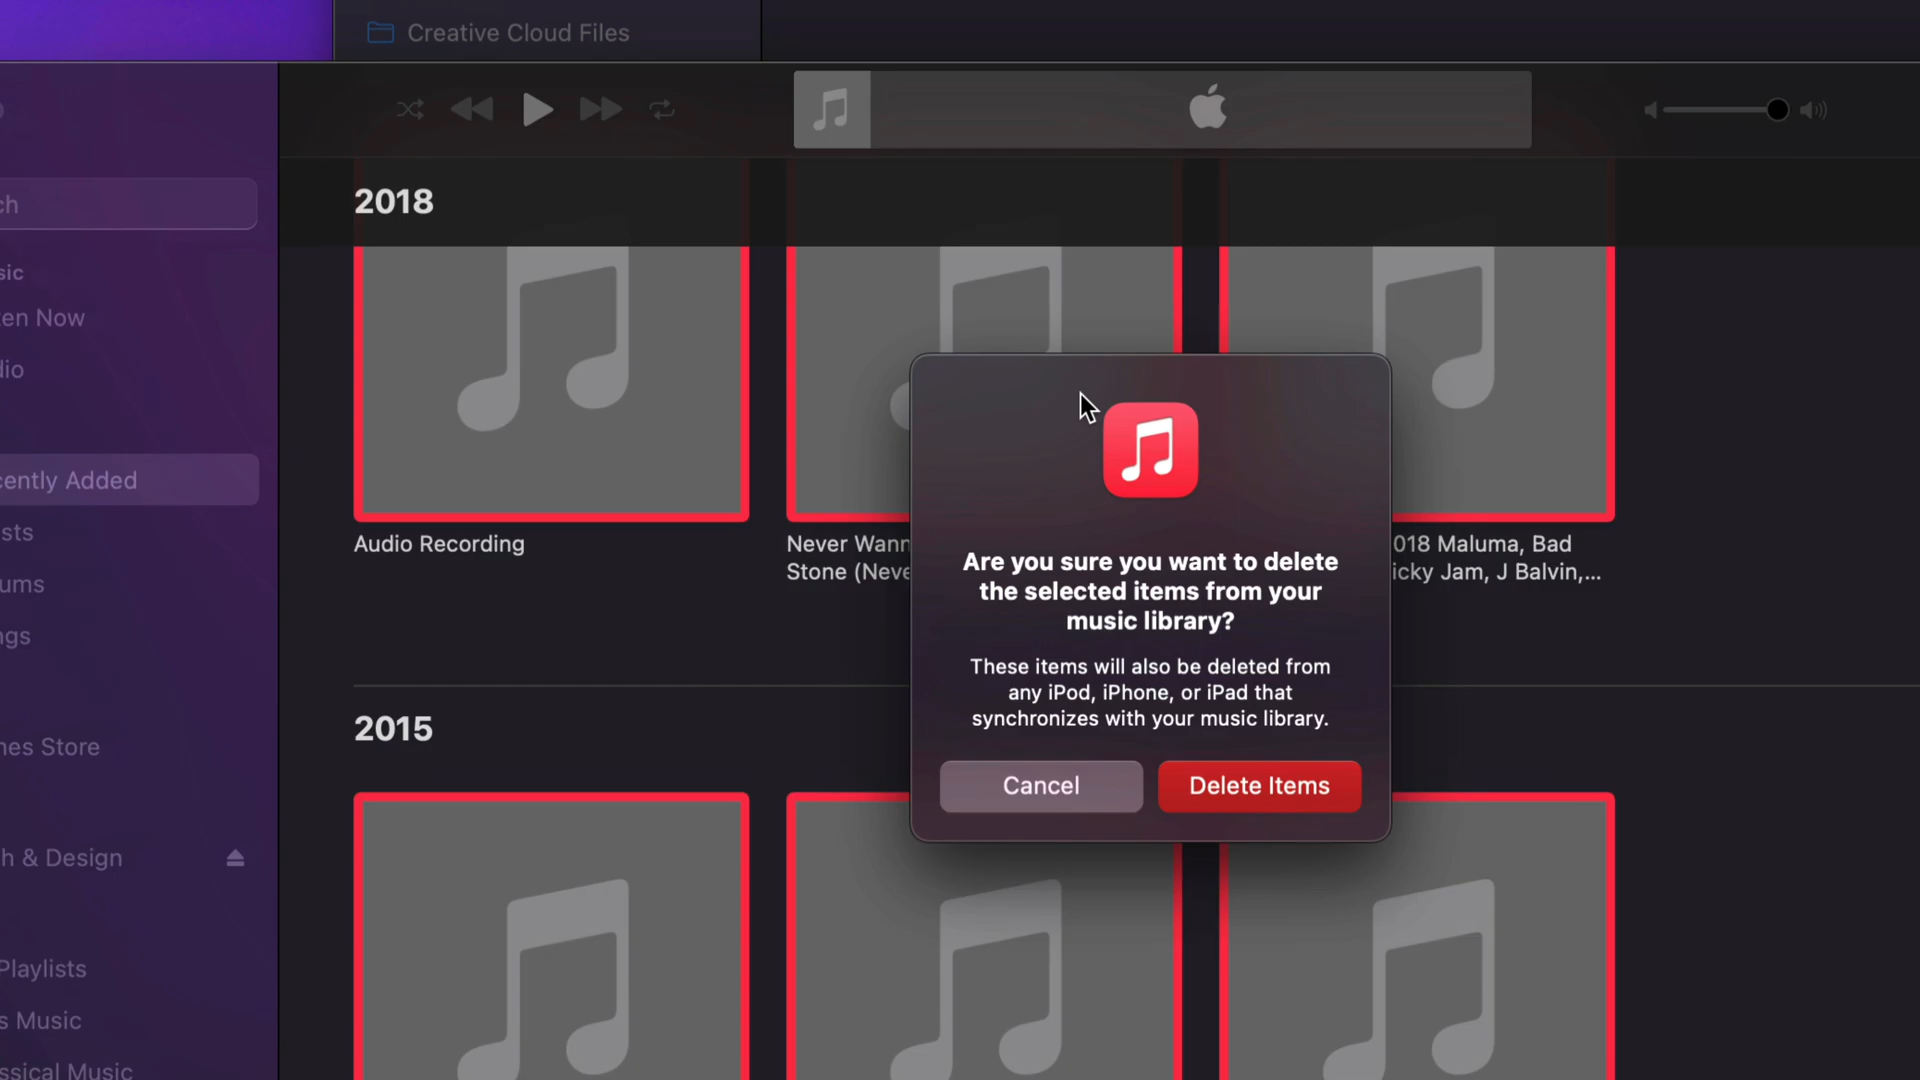 Creative Cloud Files
2018
ch
sic
ten Now
dio
cently Added
sts
ums
ngs
nes Store
h & Design
Playlists
s Music
ssical Music
Audio Recording
Never Wann
Stone (Neve
018 Maluma, Bad
icky Jam, J Balvin,...
2015
Are you sure you want to delete
the selected items from your
music library?
These items will also be deleted from
any iPod, iPhone, or iPad that
synchronizes with your music library.
Cancel
Delete Items